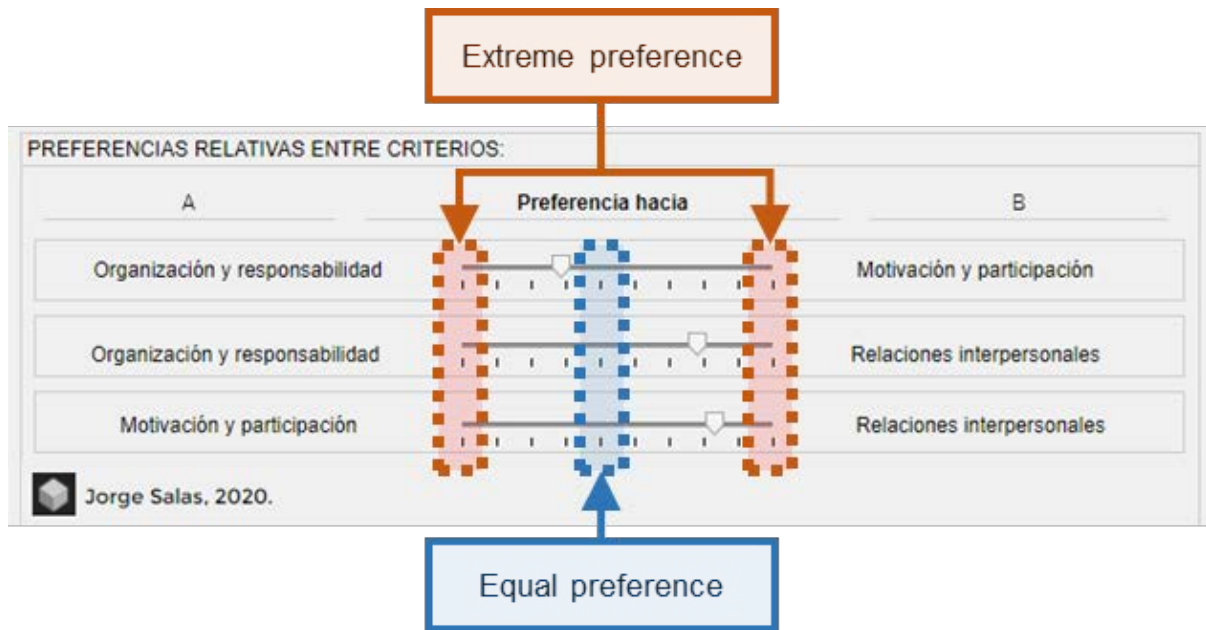 Extreme preference
PREFERENCIAS RELATIVAS ENTRE CRITERIOS:
A Preferencia hacia B
Organización y responsabilidad Motivación y participación
Organización y responsabilidad Relaciones interpersonales
Motivación y participación Relaciones interpersonales
Jorge Salas, 2020.
Equal preference